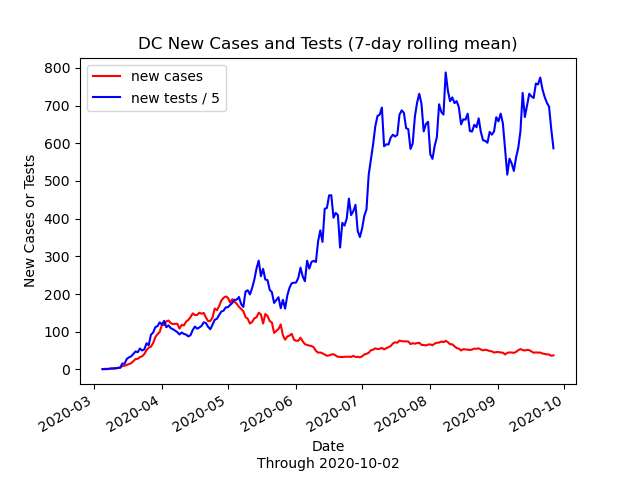 DC New Cases and Tests (7-day rolling mean)
new cases
new tests / 5
New Cases or Tests
800
700
600
500
400
300
200
100
0
2020-03
2020-04
2020-05
2020-06
2020-07
2020-08
2020-09
2020-10
Date
Through 2020-10-02